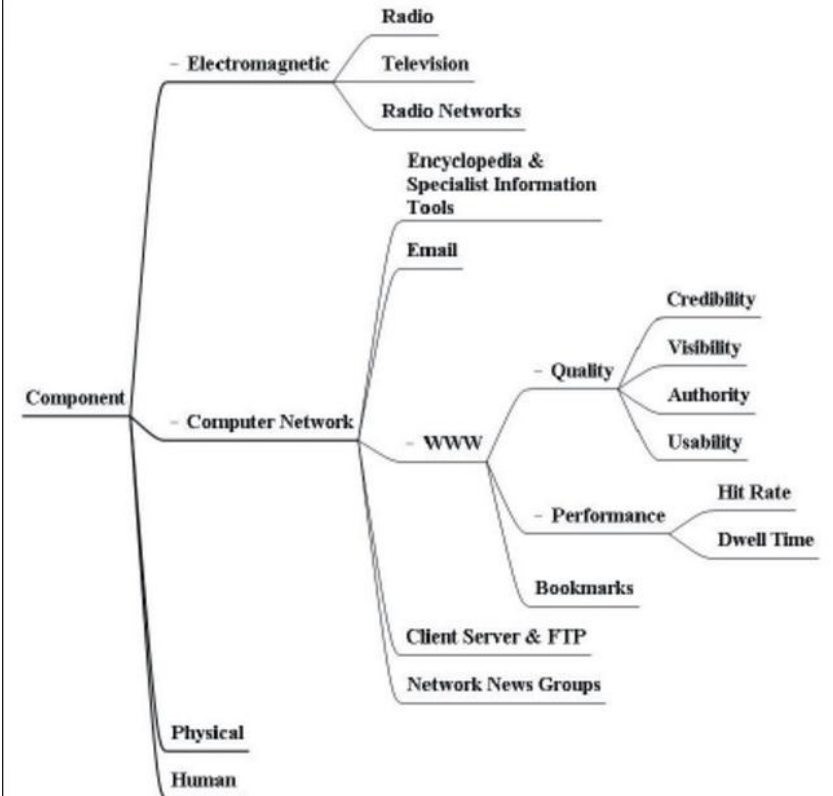 Radio
- Electromagnetic
Television
Radio Networks
Encyclopedia &
Specialist Information
Tools
Email
Credibility
Visibility
- Quality
Component
Authority
- Computer Network
- WWW
Usability
Hit Rate
- Performance
Dwell Time
Bookmarks
Client Server & FTP
Network News Groups
Physical
Human